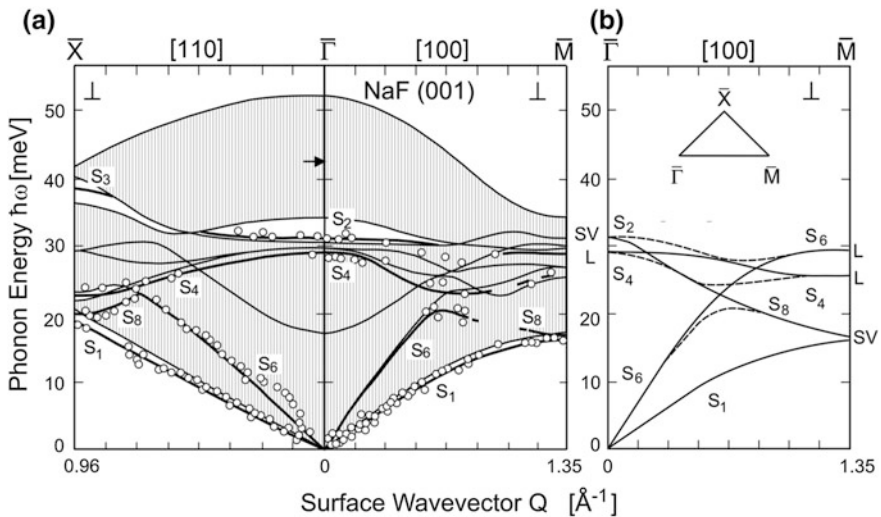 (a)
(b)
X̄ [110] Γ̄ [100] M̄
Γ̄ [100] M̄
⊥ NaF (001) ⊥
⊥
X̄
Γ̄ M̄
Phonon Energy ħω [meV]
50
40
30
20
10
0
50
40
30
20
10
0
S3
S2
S4
S4
S8
S6
S1
S6
S8
S1
SV
L
S2
S4
S6
S1
S6
S4
S8
L
L
SV
0.96 0 1.35
0 1.35
Surface Wavevector Q [Å-1]